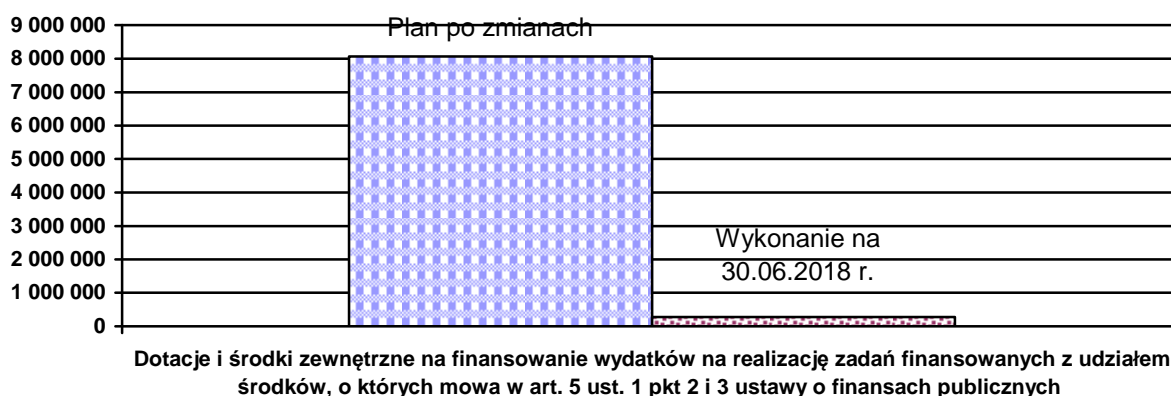 9 000 000
Plan po zmianach
8 000 000
7 000 000
6 000 000
5 000 000
4 000 000
3 000 000
Wykonanie na
30.06.2018 r.
2 000 000
1 000 000
0
Dotacje i środki zewnętrzne na finansowanie wydatków na realizację zadań finansowanych z udziałem
środków, o których mowa w art. 5 ust. 1 pkt 2 i 3 ustawy o finansach publicznych